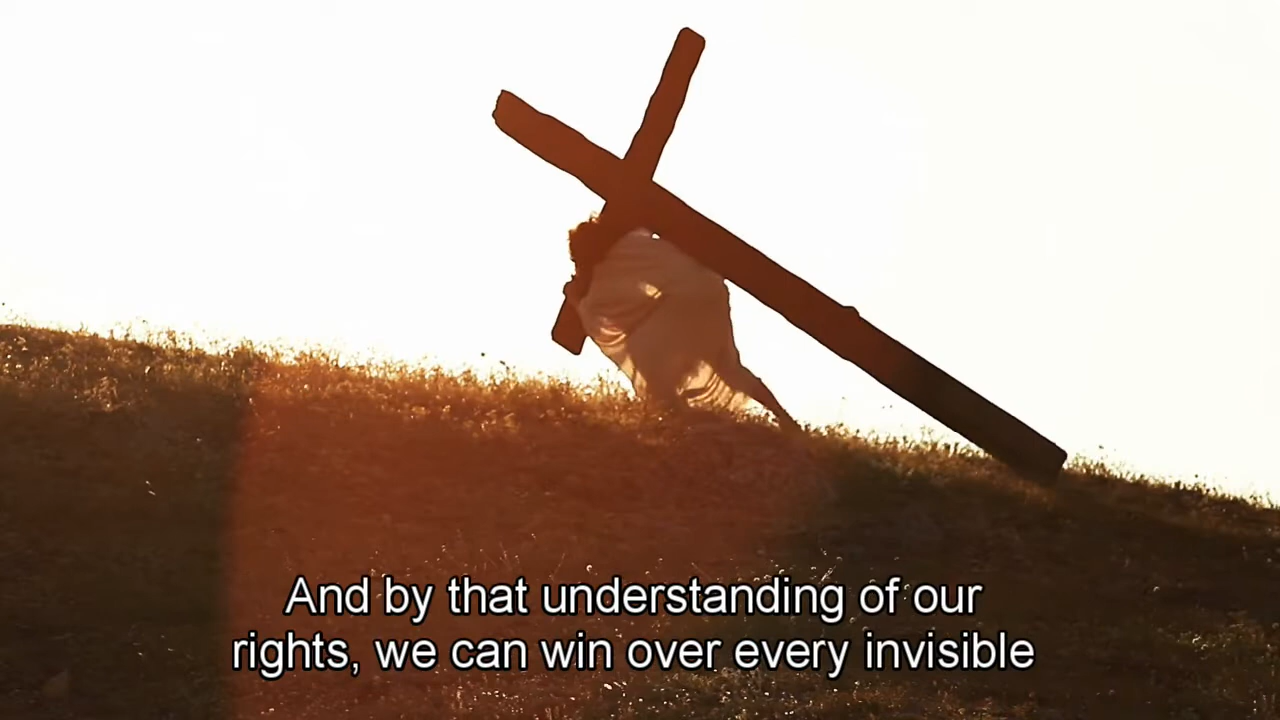 And by that understanding of our
rights, we can win over every invisible